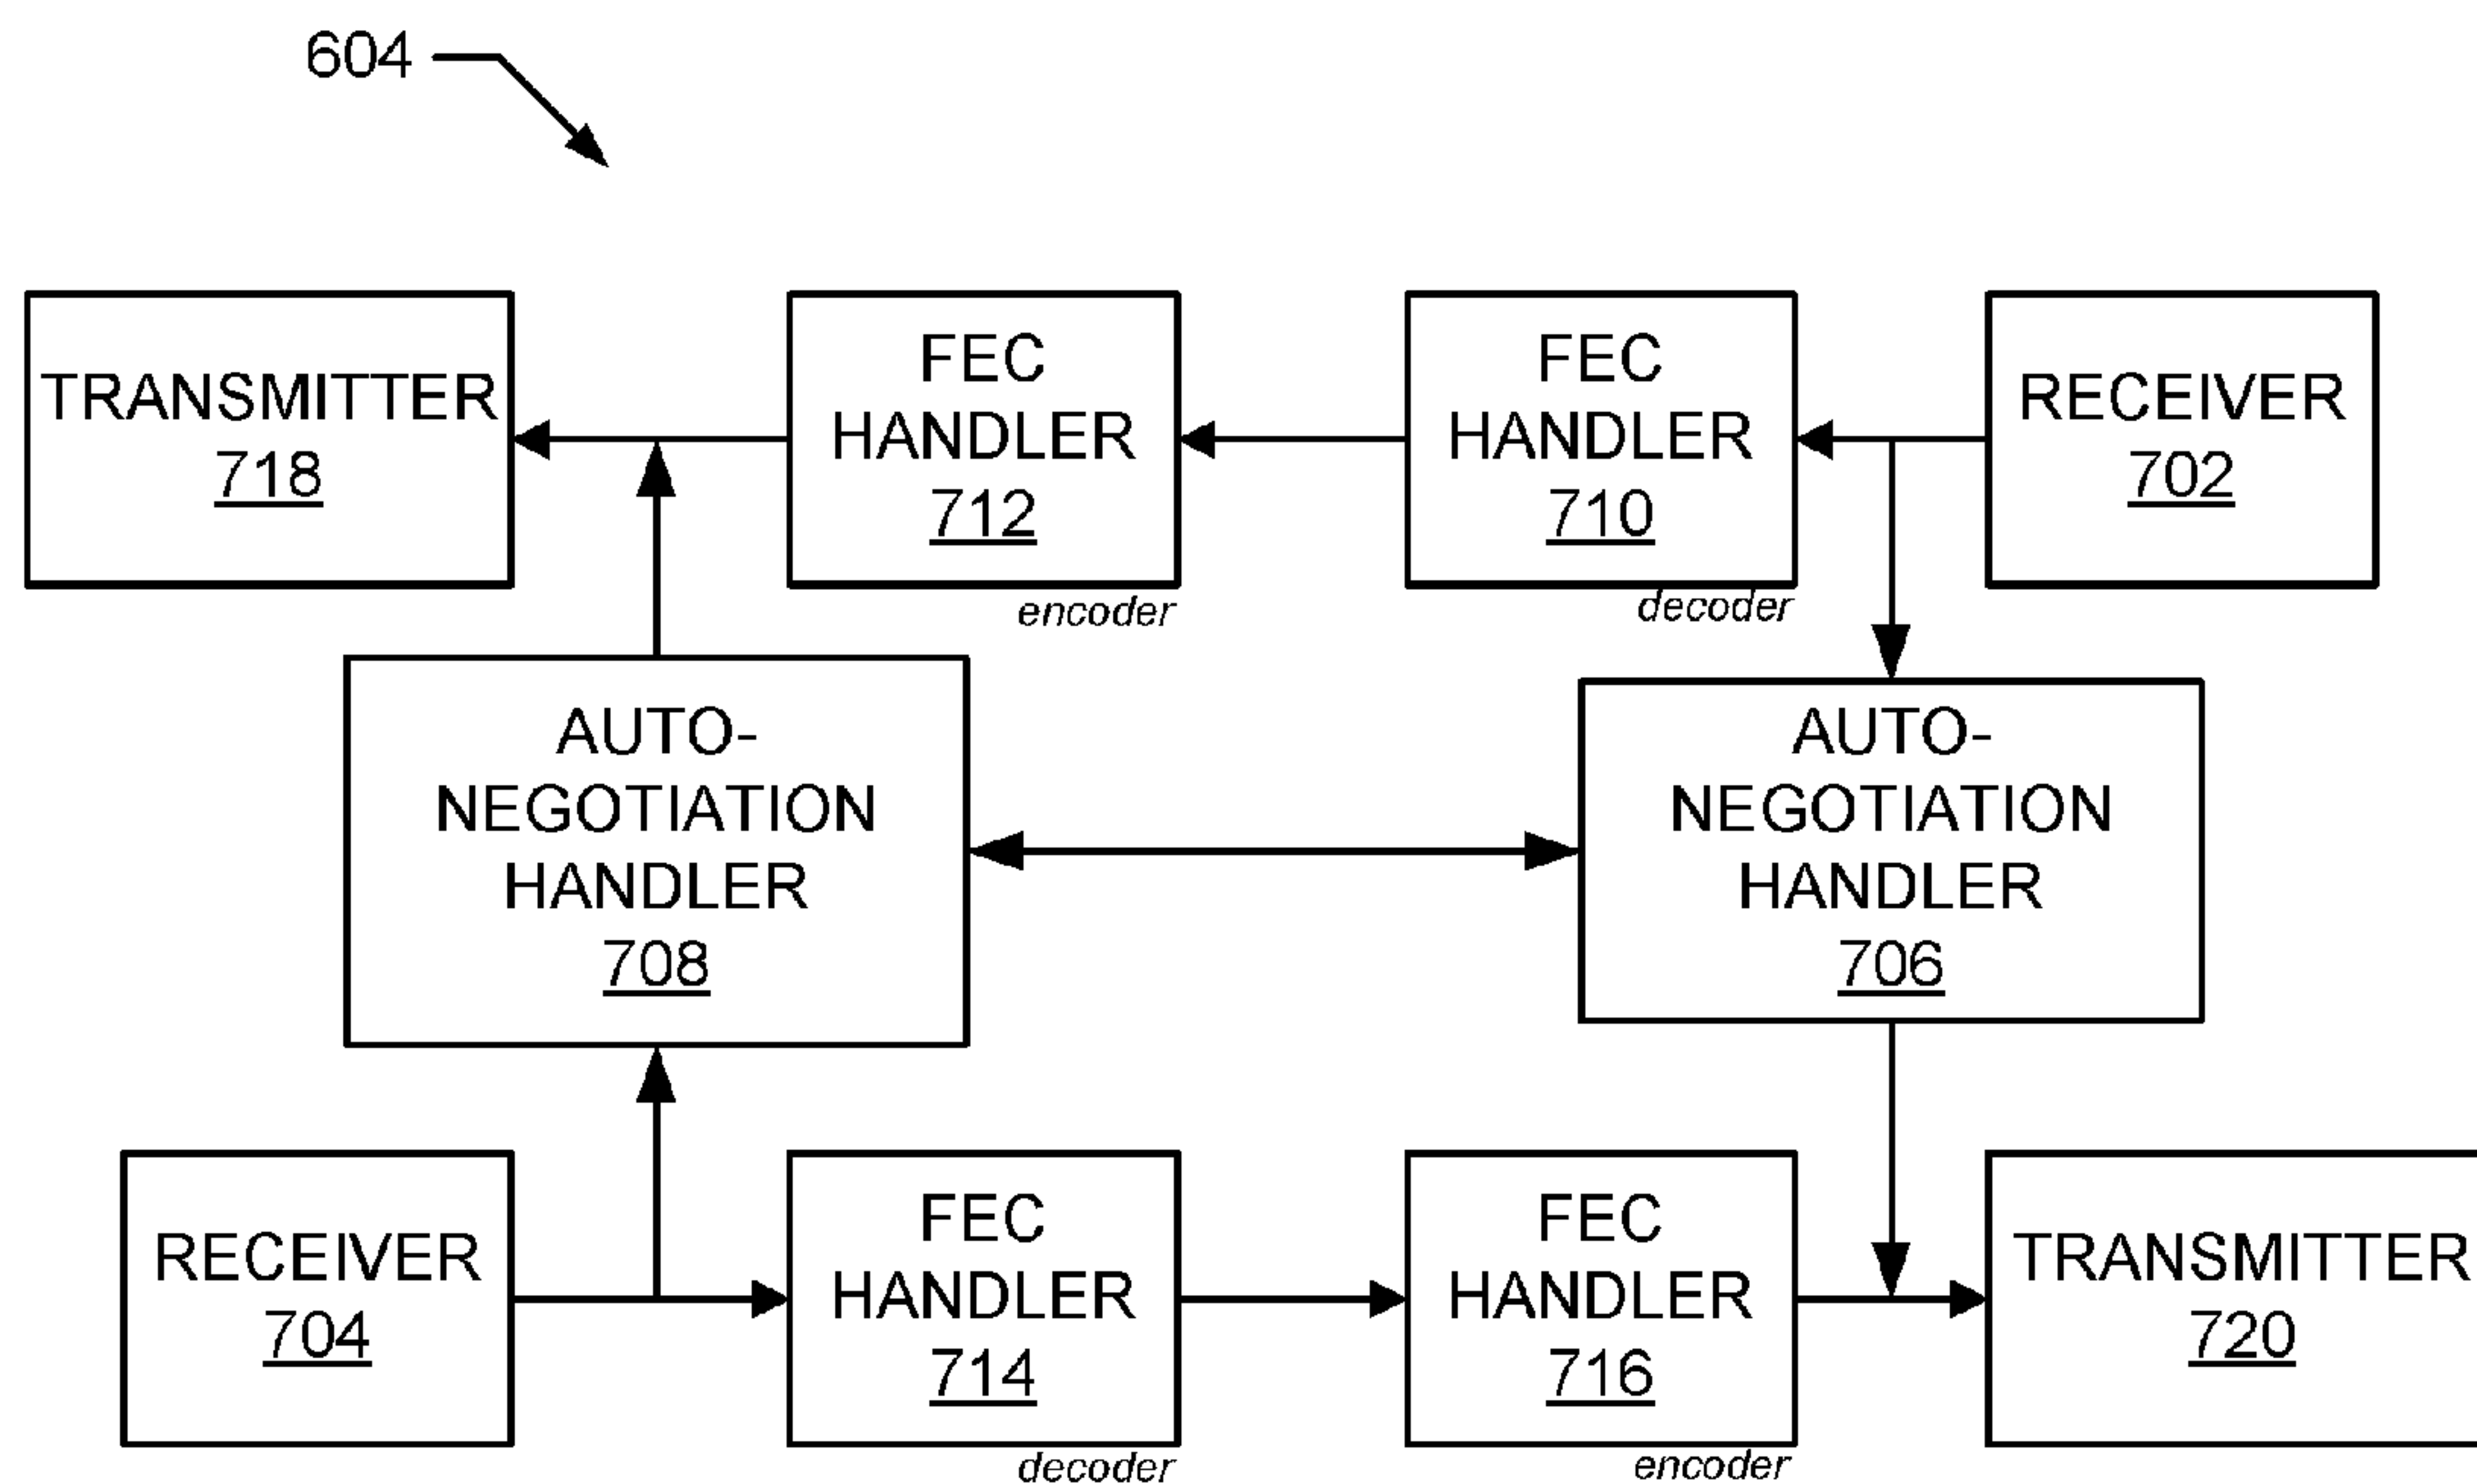 604
TRANSMITTER
718
FEC
HANDLER
712
encoder
FEC
HANDLER
710
decoder
RECEIVER
702
AUTO-
NEGOTIATION
HANDLER
708
AUTO-
NEGOTIATION
HANDLER
706
RECEIVER
704
FEC
HANDLER
714
decoder
FEC
HANDLER
716
encoder
TRANSMITTER
720